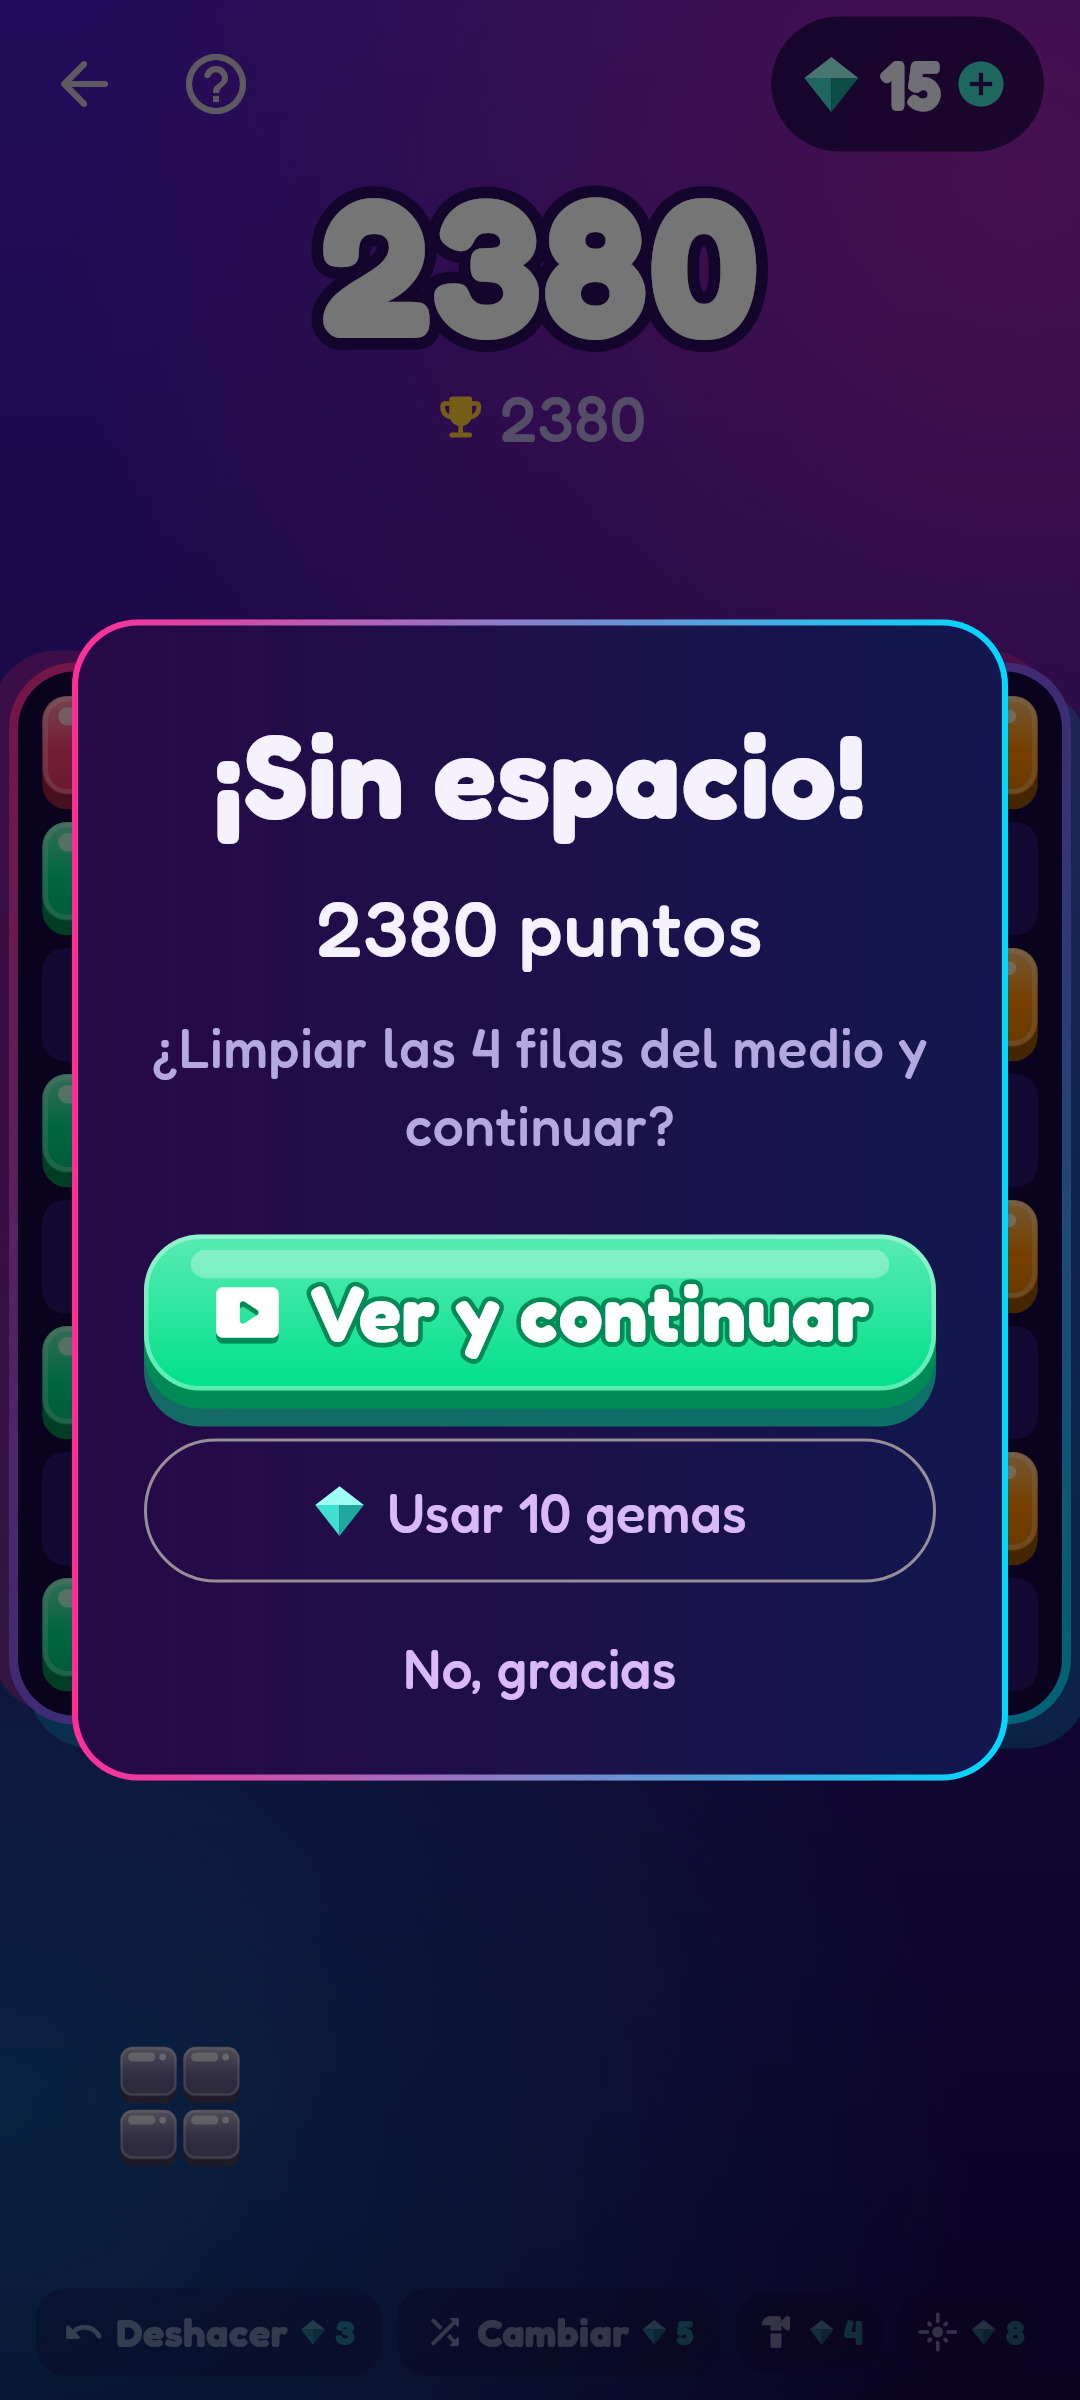 15
2380
2380
¡Sin espacio!
2380 puntos
¿Limpiar las 4 filas del medio y
continuar?
Ver y continuar
Usar 10 gemas
No, gracias
Deshacer 3 Cambiar 5 4 8